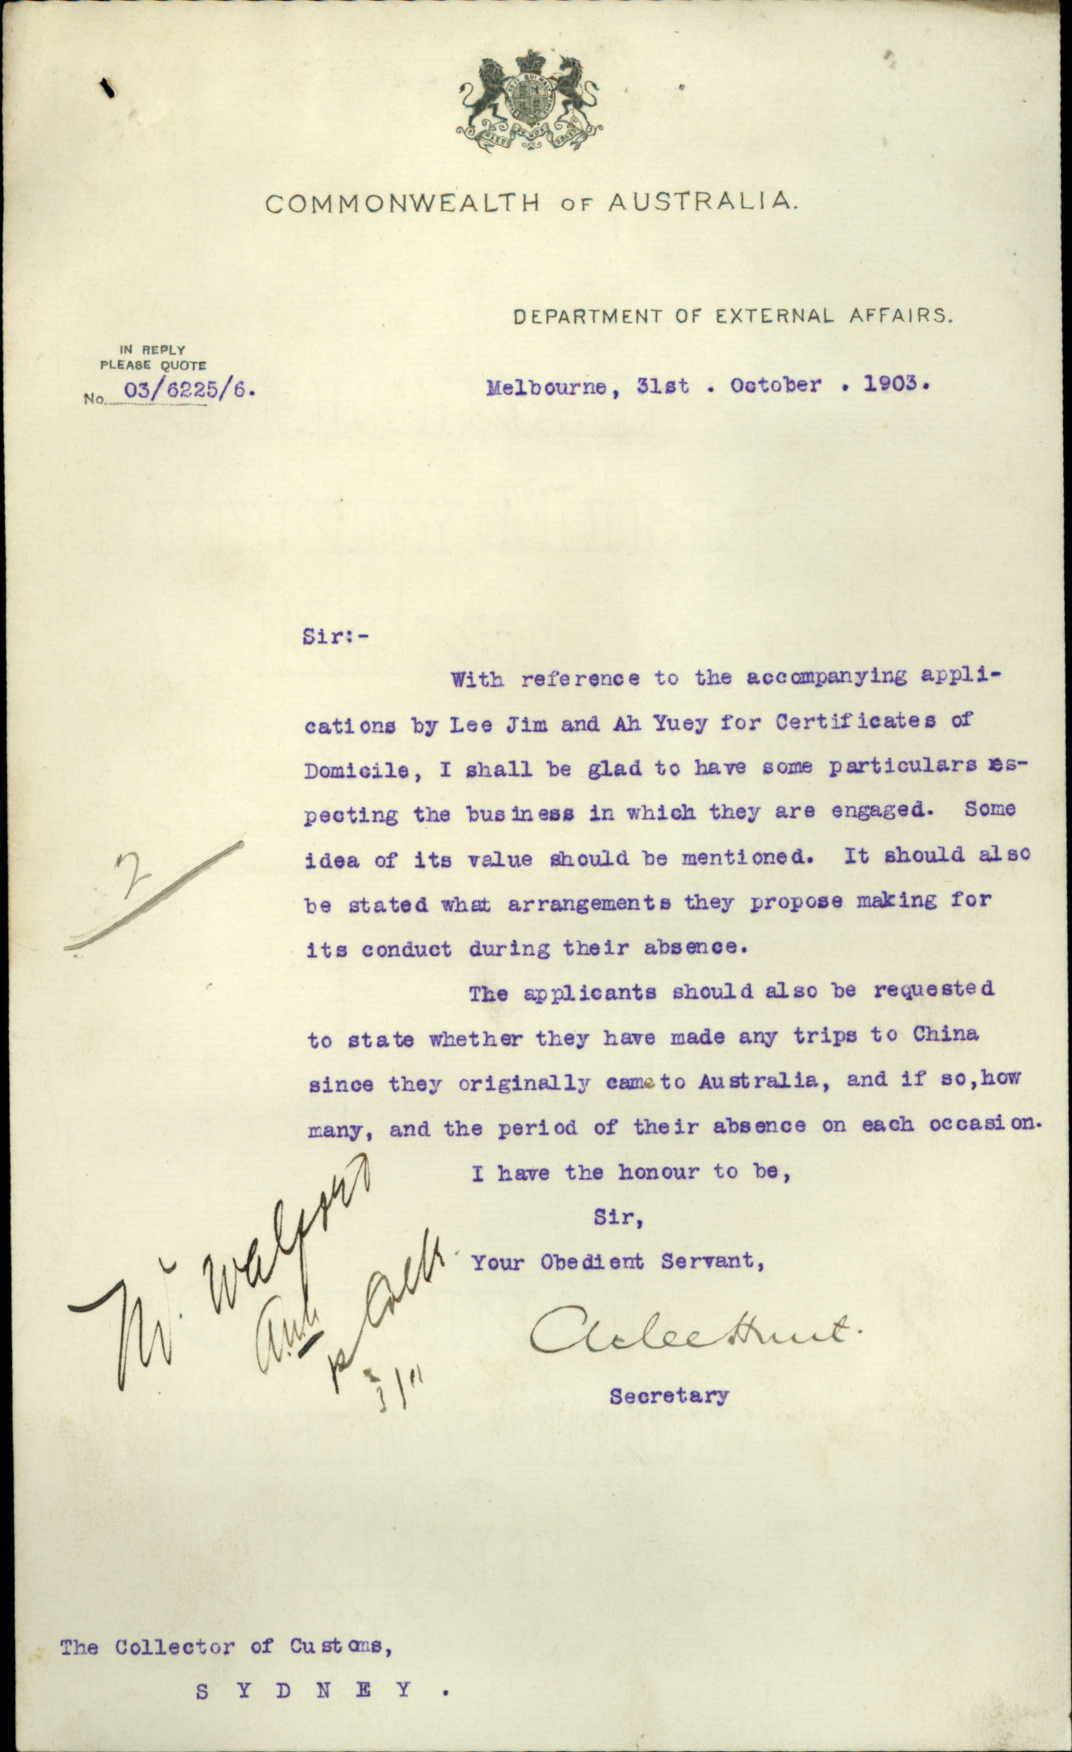 COMMONWEALTH OF AUSTRALIA.
DEPARTMENT OF EXTERNAL AFFAIRS.
IN REPLY
PLEASE QUOTE
No. 03/6225/6.
Melbourne, 31st . October . 1903.
Sir:-
With reference to the accompanying appli-
cations by Lee Jim and Ah Yuey for Certificates of
Domicile, I shall be glad to have some particulars res-
pecting the business in which they are engaged. Some
idea of its value should be mentioned. It should also
2
be stated what arrangements they propose making for
its conduct during their absence.
The applicants should also be requested
to state whether they have made any trips to China
since they originally came to Australia, and if so,how
many, and the period of their absence on each occasion.
I have the honour to be,
Sir,
Your Obedient Servant,
Atlee Hunt.
Secretary
3/11
The Collector of Customs,
S Y D N E Y .